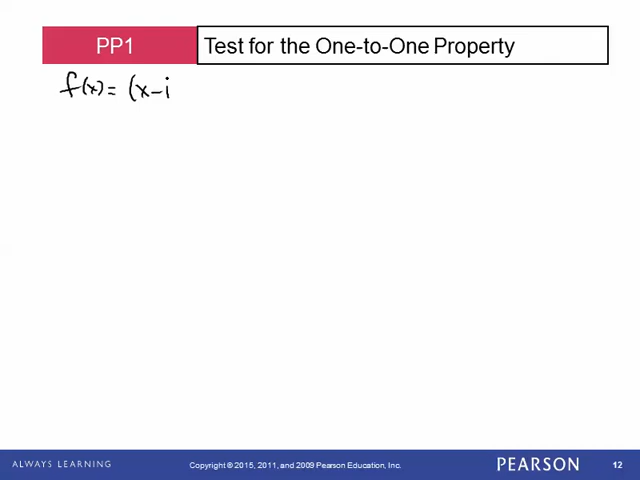 PP1
Test for the One-to-One Property
f(x) = (x-i
ALWAYS LEARNING
Copyright © 2015, 2011, and 2009 Pearson Education, Inc.
PEARSON
12